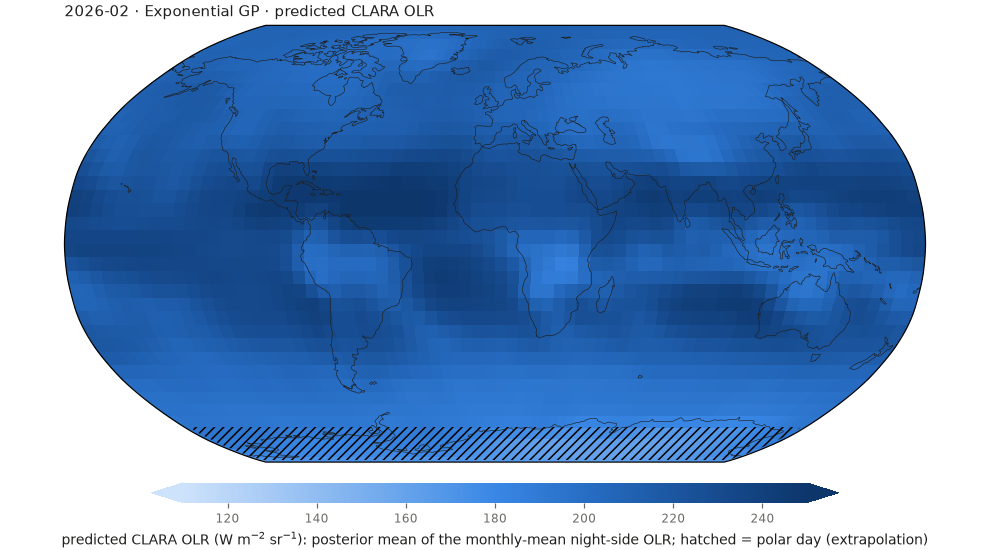 2026-02 · Exponential GP · predicted CLARA OLR
120 140 160 180 200 220 240
predicted CLARA OLR (W m⁻² sr⁻¹): posterior mean of the monthly-mean night-side OLR; hatched = polar day (extrapolation)